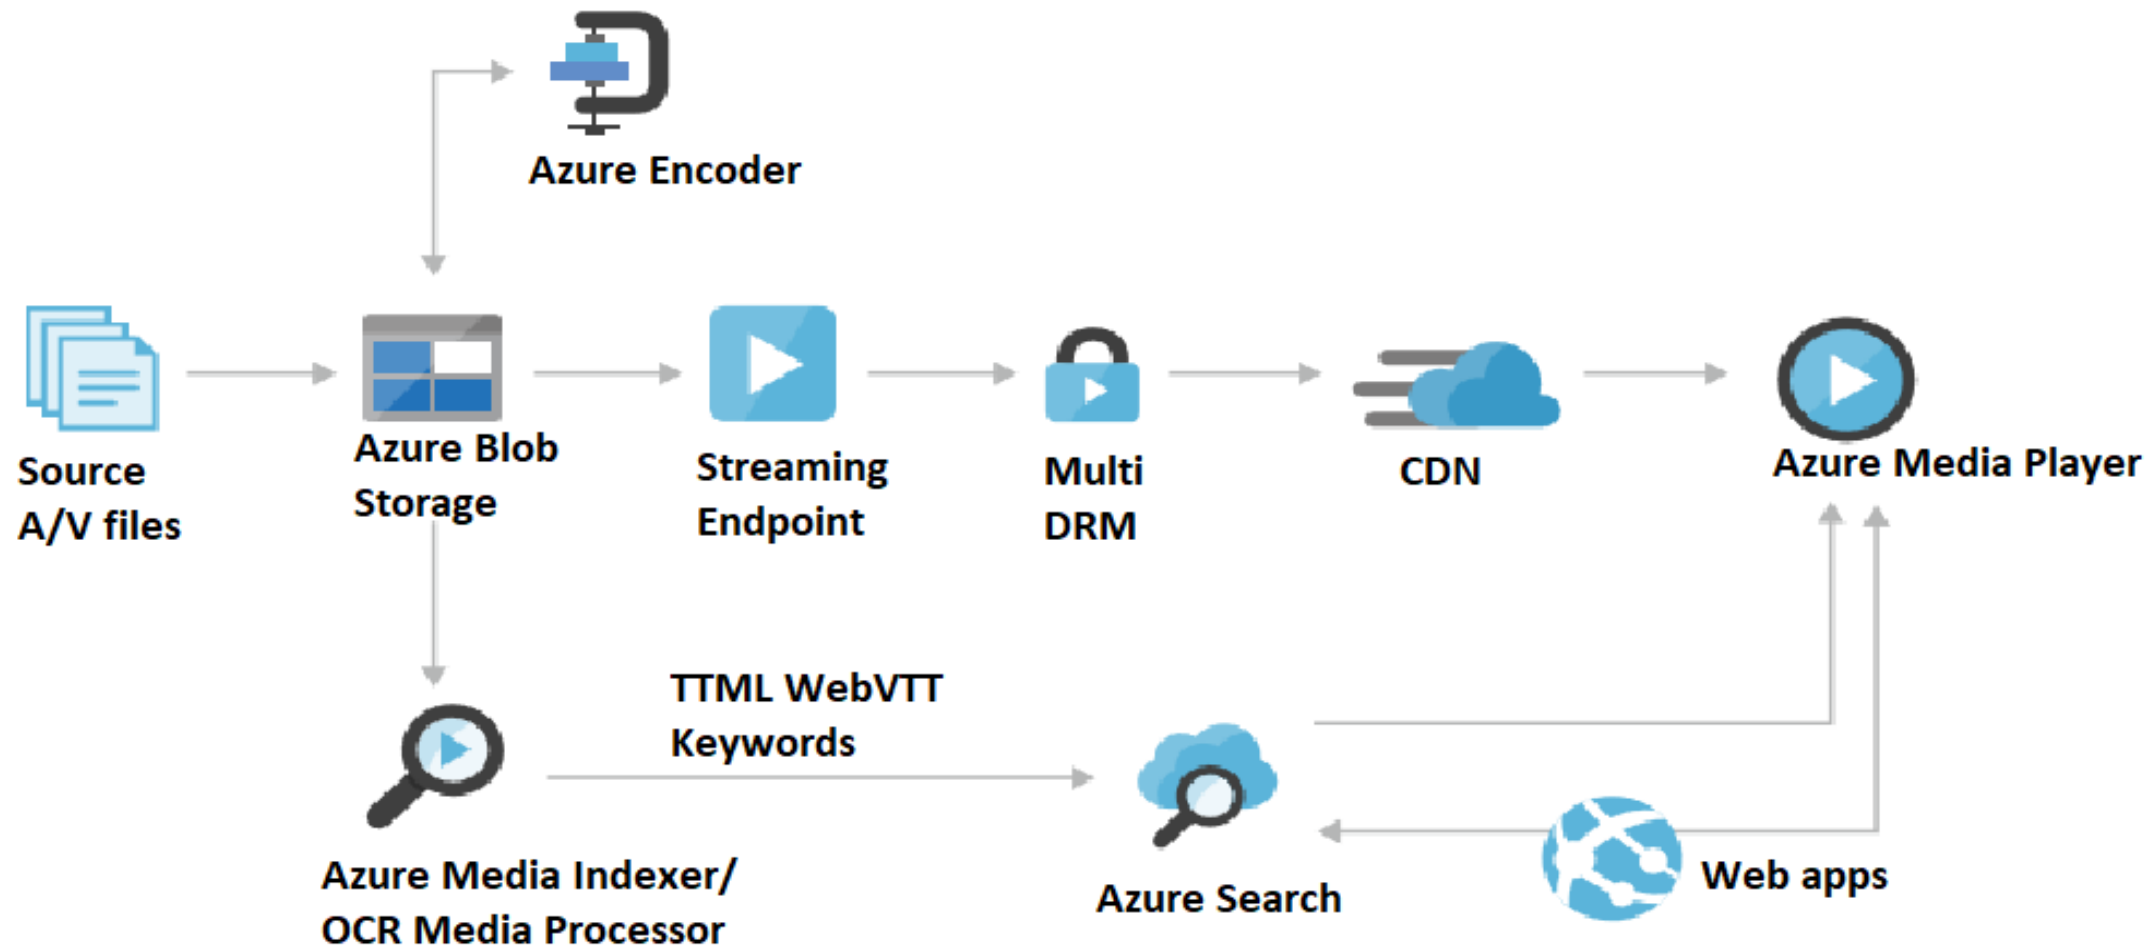 Azure Encoder
Source
A/V files
Azure Blob
Storage
Streaming
Endpoint
Multi
DRM
CDN
Azure Media Player
TTML WebVTT
Keywords
Azure Media Indexer/
OCR Media Processor
Azure Search
Web apps